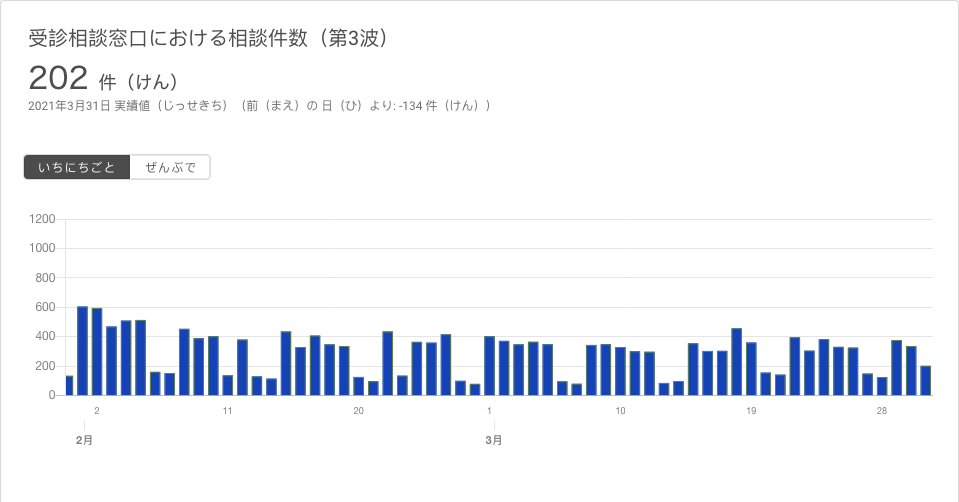 受診相談窓口における相談件数（第3波）
202 件（けん）
2021年3月31日 実績値（じっせきち）（前（まえ）の 日（ひ）より: -134 件（けん））
いちにちごと ぜんぶで
1200
1000
800
600
400
200
0
2 11 20 1 10 19 28
2月 3月